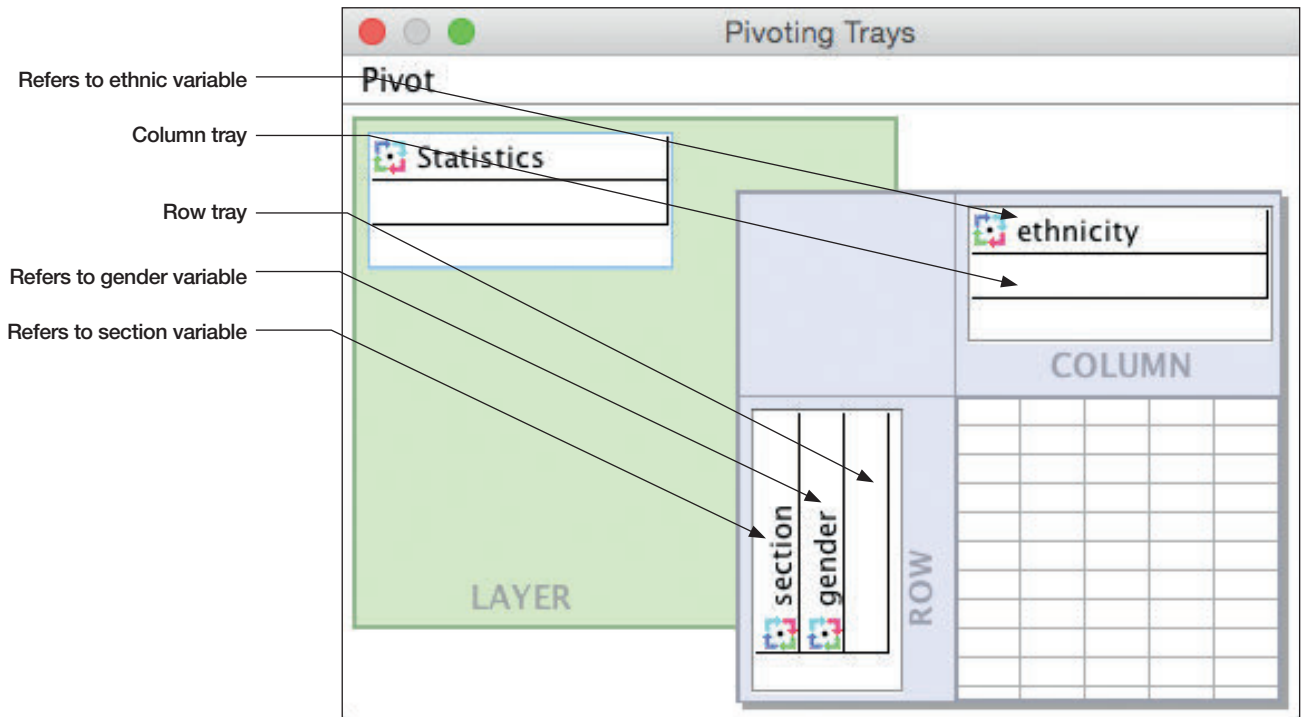 Pivoting Trays
Pivot
Refers to ethnic variable
Column tray
Row tray
Refers to gender variable
Refers to section variable
Statistics
ethnicity
COLUMN
section
gender
ROW
LAYER